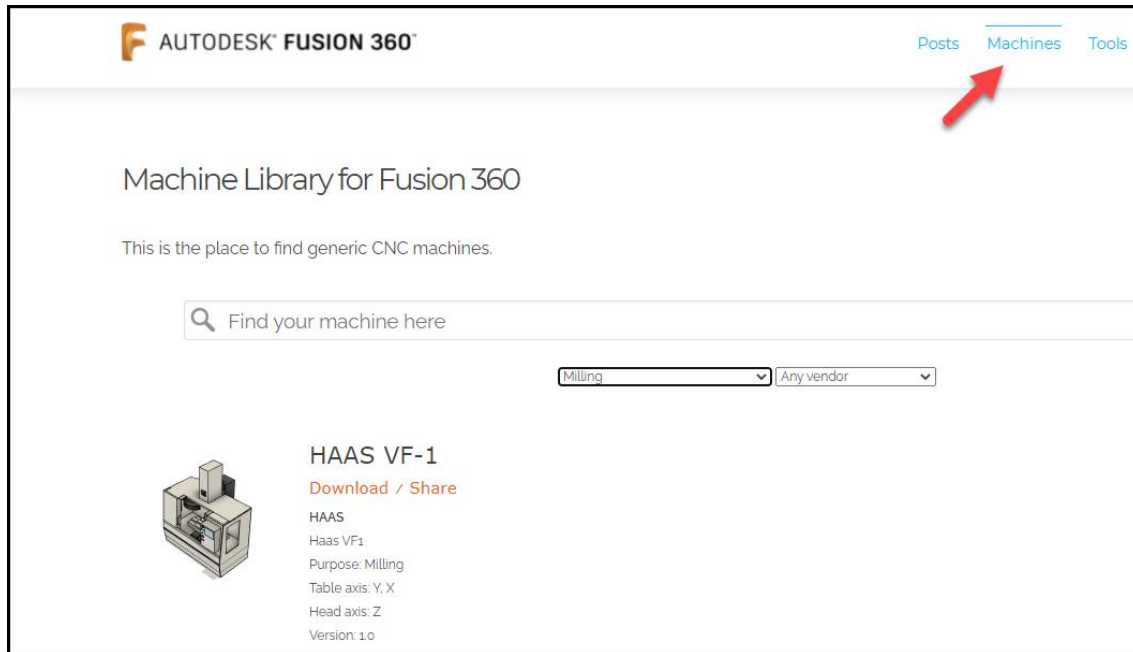 AUTODESK® FUSION 360™
Posts Machines Tools
Machine Library for Fusion 360
This is the place to find generic CNC machines.
Find your machine here
Milling Any vendor
HAAS VF-1
Download / Share
HAAS
Haas VF1
Purpose: Milling
Table axis: Y, X
Head axis: Z
Version: 1.0